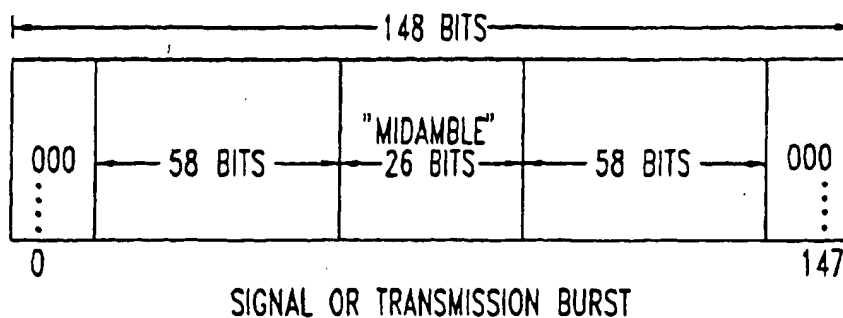 148 BITS
"MIDAMBLE"
000 58 BITS 26 BITS 58 BITS 000
0 147
SIGNAL OR TRANSMISSION BURST